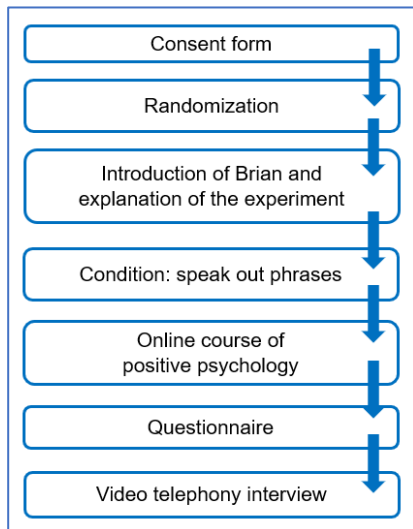 Consent form
Randomization
Introduction of Brian and
explanation of the experiment
Condition: speak out phrases
Online course of
positive psychology
Questionnaire
Video telephony interview